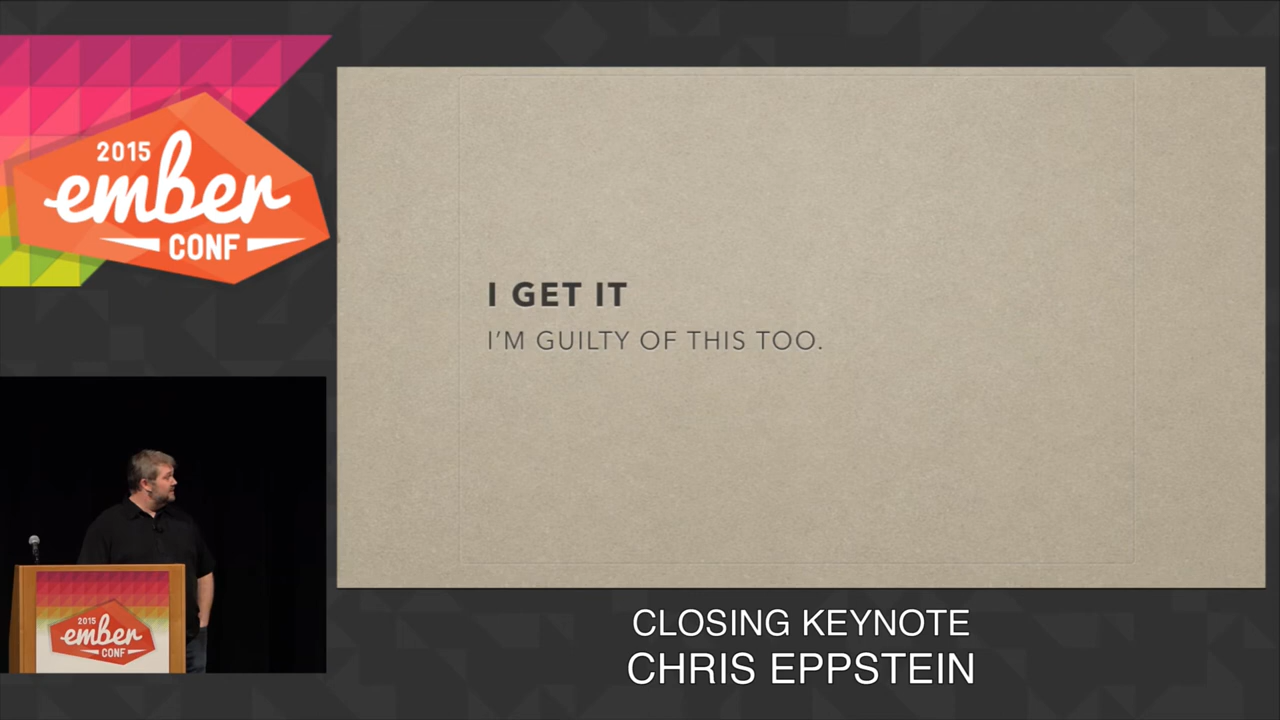 2015
ember
CONF
I GET IT
I'M GUILTY OF THIS TOO.
2015
ember
CONF
CLOSING KEYNOTE
CHRIS EPPSTEIN